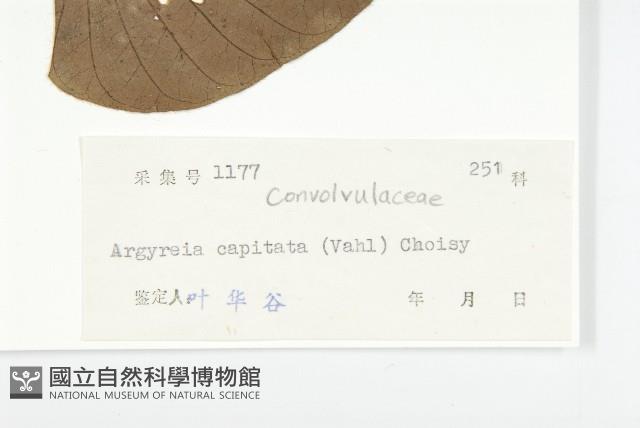 采集号 1177 251 科
Convolvulaceae
Argyreia capitata (Vahl) Choisy
鉴定人: 叶华谷 年 月 日
國立自然科學博物館
NATIONAL MUSEUM OF NATURAL SCIENCE